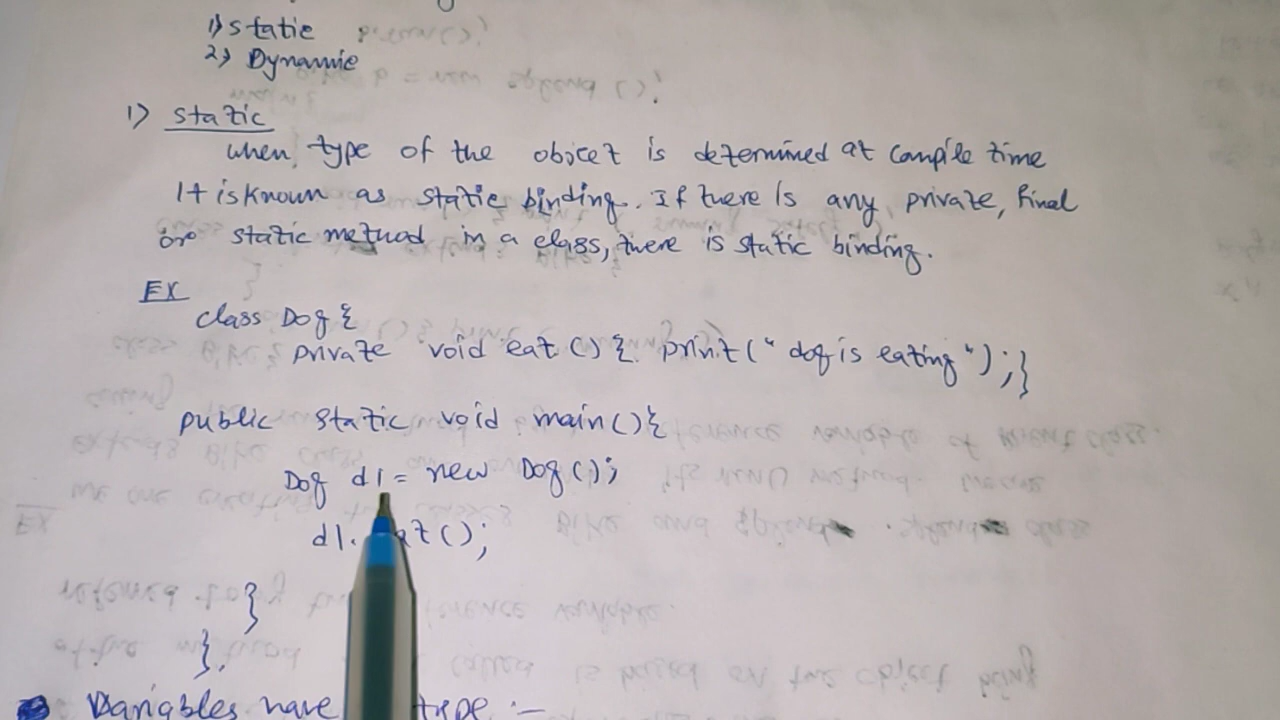 1) static
2) Dynamic
1) static
when type of the object is determined at compile time
It is known as static binding. If there is any private, final
or static method in a class, there is static binding.
EX
class Dog {
private void eat () { print (" dog is eating ") ; }
public static void main () {
Dog d1 = new Dog () ;
d1. eat () ;
}
}.
Variables have type :-